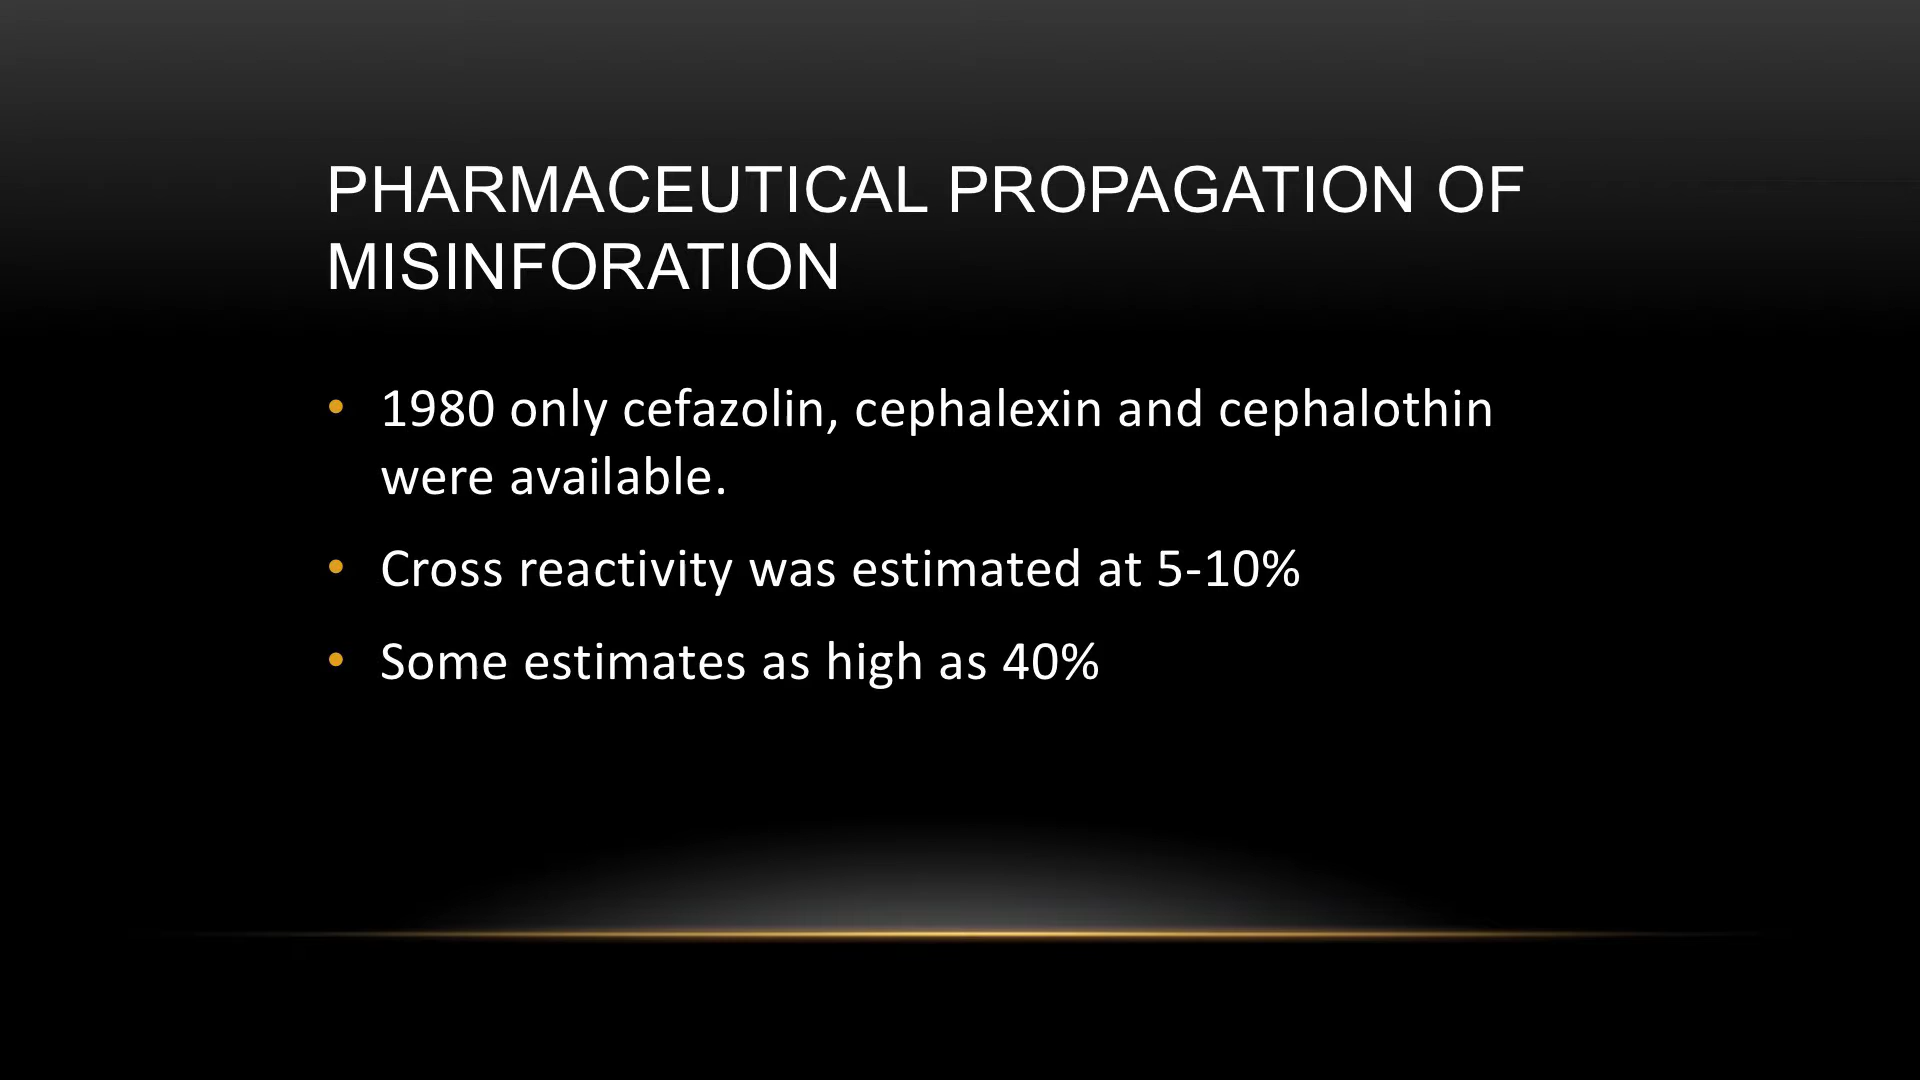 PHARMACEUTICAL PROPAGATION OF
MISINFORATION
• 1980 only cefazolin, cephalexin and cephalothin
were available.
• Cross reactivity was estimated at 5-10%
• Some estimates as high as 40%